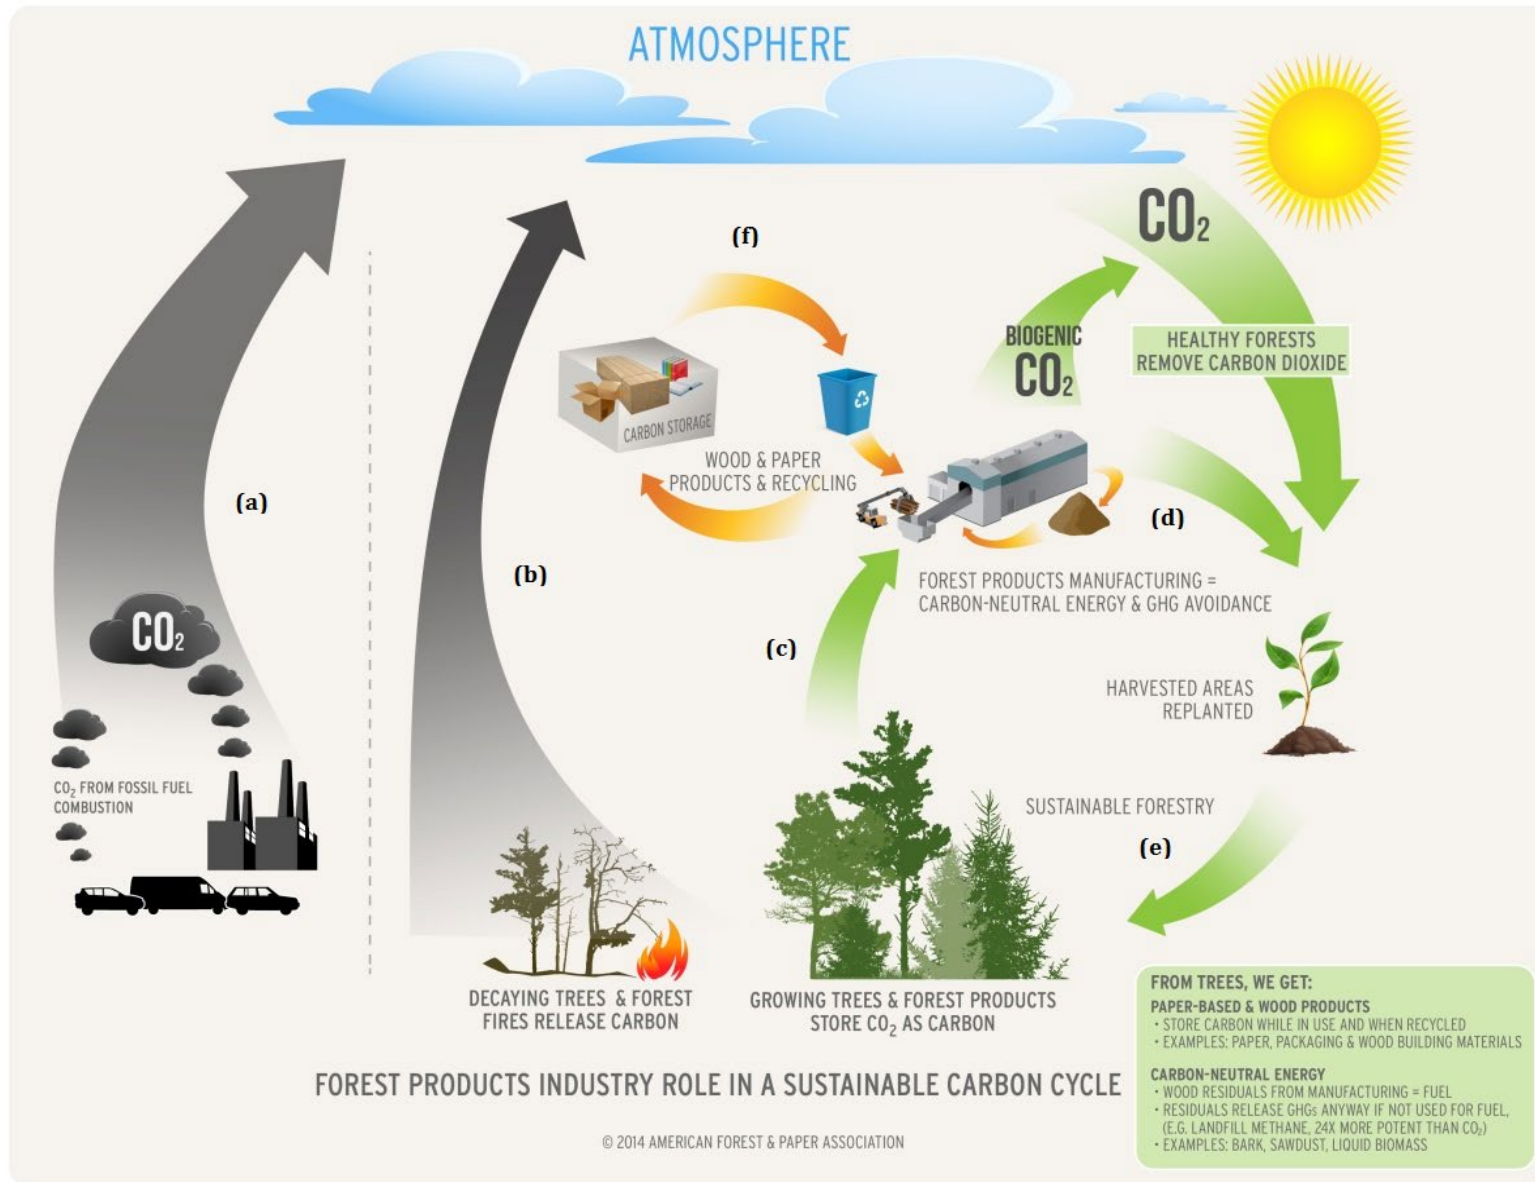 ATMOSPHERE
CO₂
(f)
BIOGENIC
CO₂
HEALTHY FORESTS
REMOVE CARBON DIOXIDE
CARBON STORAGE
WOOD & PAPER
PRODUCTS & RECYCLING
(a)
(d)
(b)
FOREST PRODUCTS MANUFACTURING =
CARBON-NEUTRAL ENERGY & GHG AVOIDANCE
CO₂
(c)
HARVESTED AREAS
REPLANTED
CO₂ FROM FOSSIL FUEL
COMBUSTION
SUSTAINABLE FORESTRY
(e)
DECAYING TREES & FOREST
FIRES RELEASE CARBON
GROWING TREES & FOREST PRODUCTS
STORE CO₂ AS CARBON
FROM TREES, WE GET:
PAPER-BASED & WOOD PRODUCTS
• STORE CARBON WHILE IN USE AND WHEN RECYCLED
• EXAMPLES: PAPER, PACKAGING & WOOD BUILDING MATERIALS
CARBON-NEUTRAL ENERGY
• WOOD RESIDUALS FROM MANUFACTURING = FUEL
• RESIDUALS RELEASE GHGs ANYWAY IF NOT USED FOR FUEL,
(E.G. LANDFILL METHANE, 24X MORE POTENT THAN CO₂)
• EXAMPLES: BARK, SAWDUST, LIQUID BIOMASS
FOREST PRODUCTS INDUSTRY ROLE IN A SUSTAINABLE CARBON CYCLE
© 2014 AMERICAN FOREST & PAPER ASSOCIATION